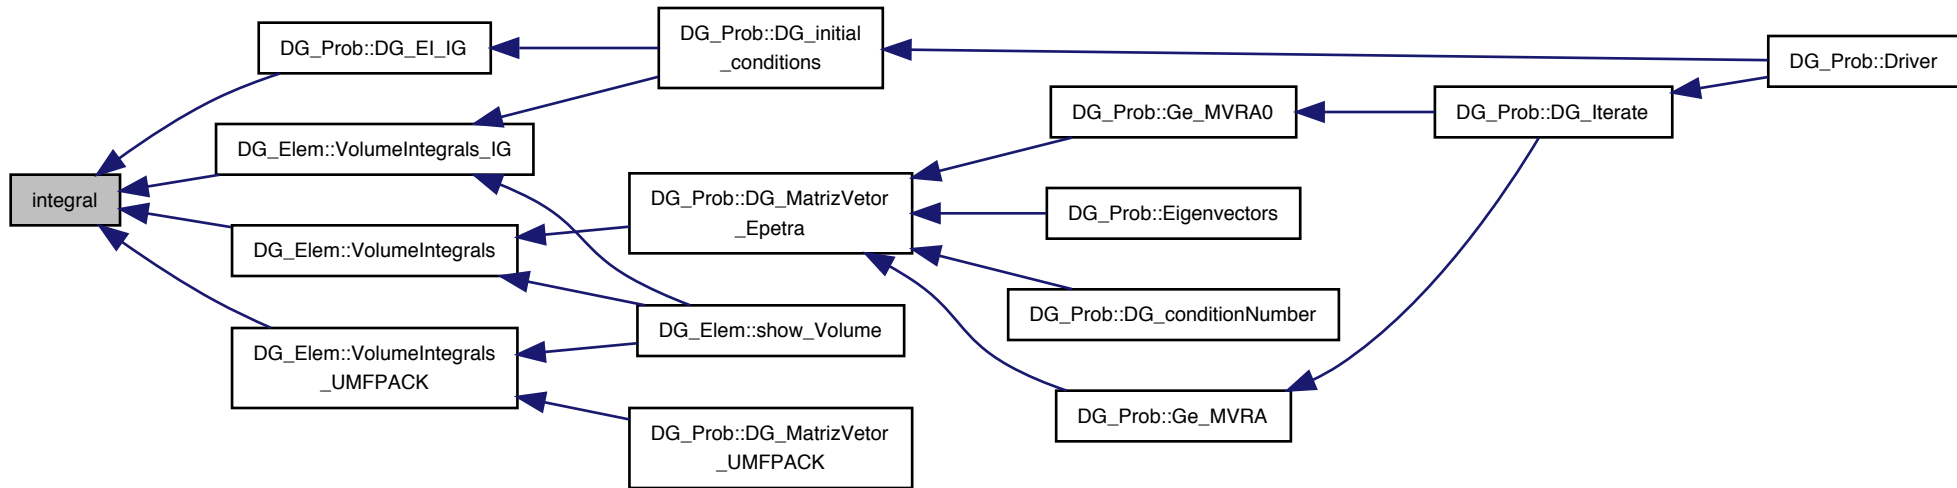 integral
DG_Prob::DG_EI_IG
DG_Elem::VolumeIntegrals_IG
DG_Elem::VolumeIntegrals
DG_Elem::VolumeIntegrals
_UMFPACK
DG_Prob::DG_initial
_conditions
DG_Prob::DG_MatrizVetor
_Epetra
DG_Elem::show_Volume
DG_Prob::DG_MatrizVetor
_UMFPACK
DG_Prob::Ge_MVRA0
DG_Prob::Eigenvectors
DG_Prob::DG_conditionNumber
DG_Prob::Ge_MVRA
DG_Prob::DG_Iterate
DG_Prob::Driver